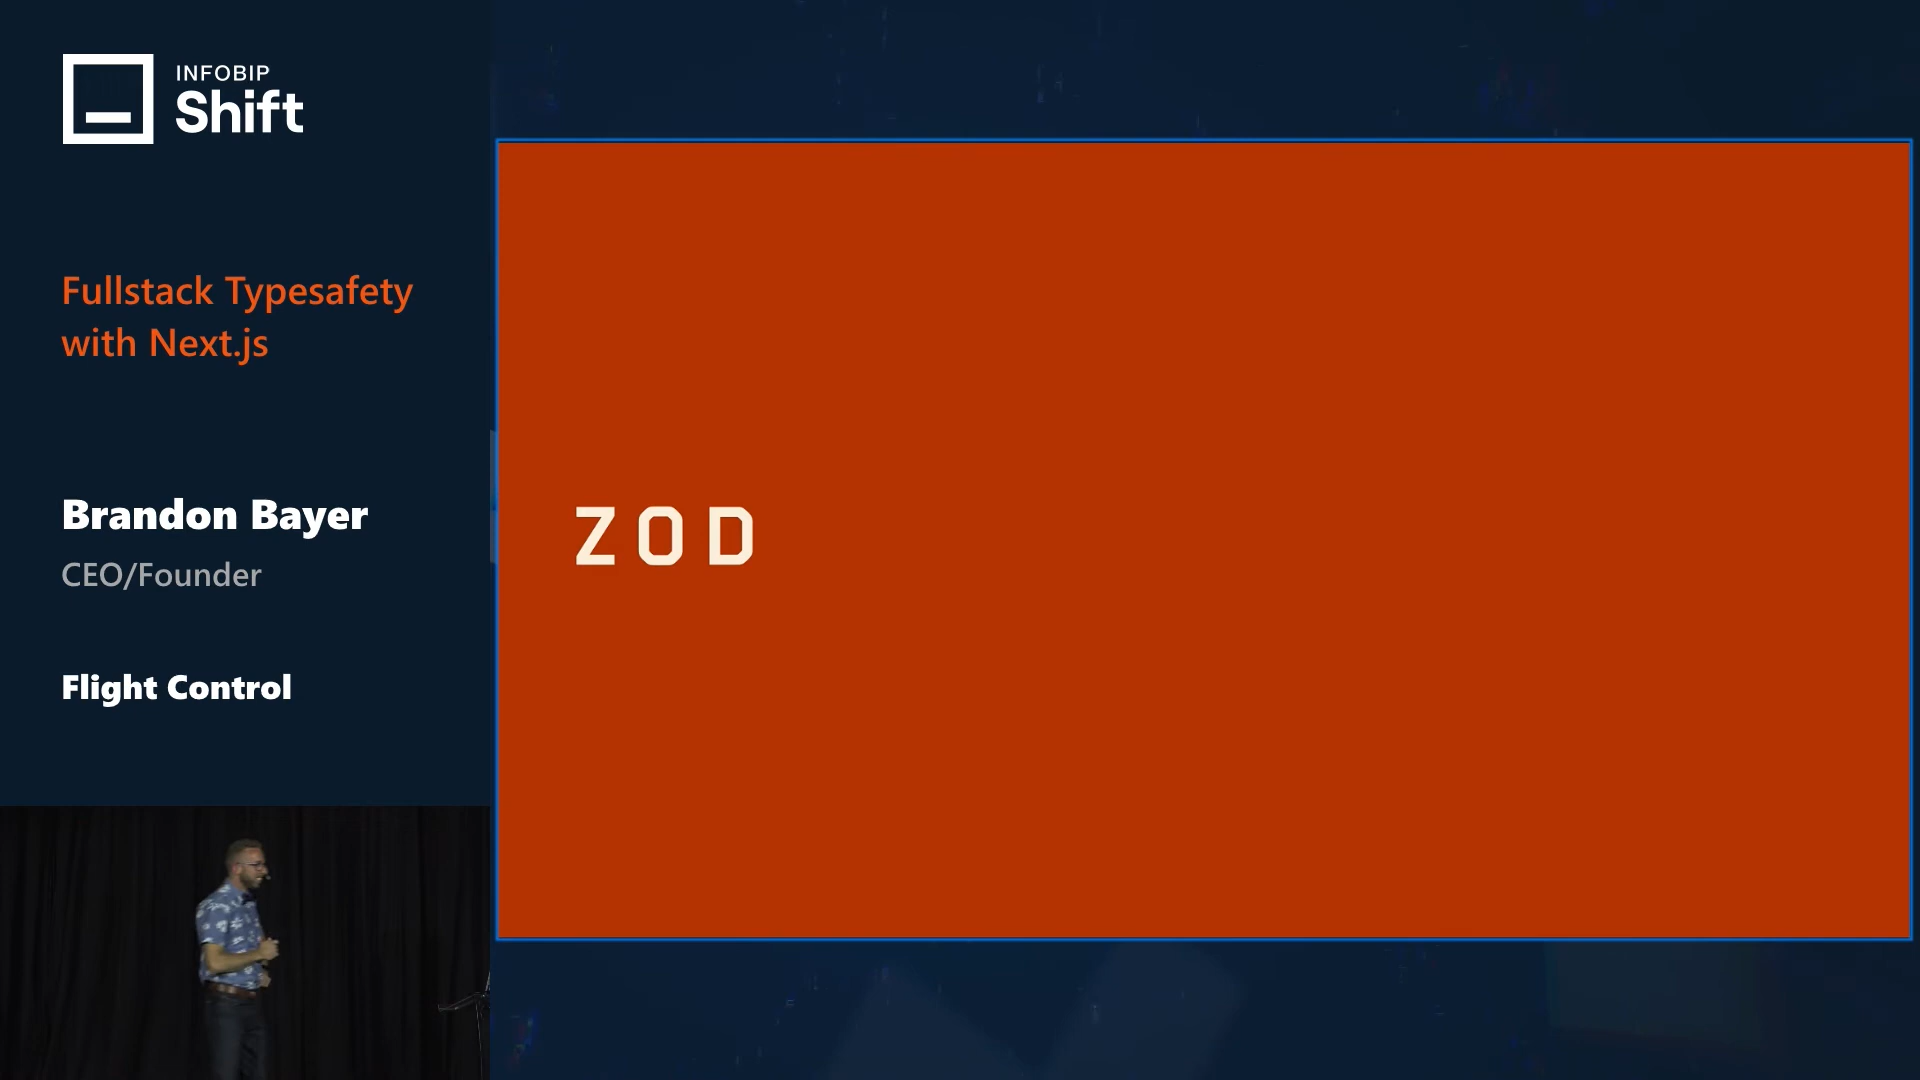 INFOBIP
Shift
Fullstack Typesafety
with Next.js
Brandon Bayer
CEO/Founder
Flight Control
ZOD